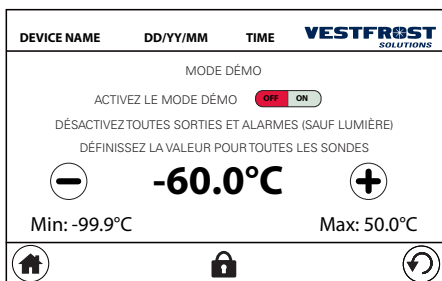 DEVICE NAME DD/YY/MM TIME VESTFROST
SOLUTIONS
MODE DÉMO
ACTIVEZ LE MODE DÉMO OFF ON
DÉSACTIVEZ TOUTES SORTIES ET ALARMES (SAUF LUMIÈRE)
DÉFINISSEZ LA VALEUR POUR TOUTES LES SONDES
-60.0°C
Min: -99.9°C Max: 50.0°C